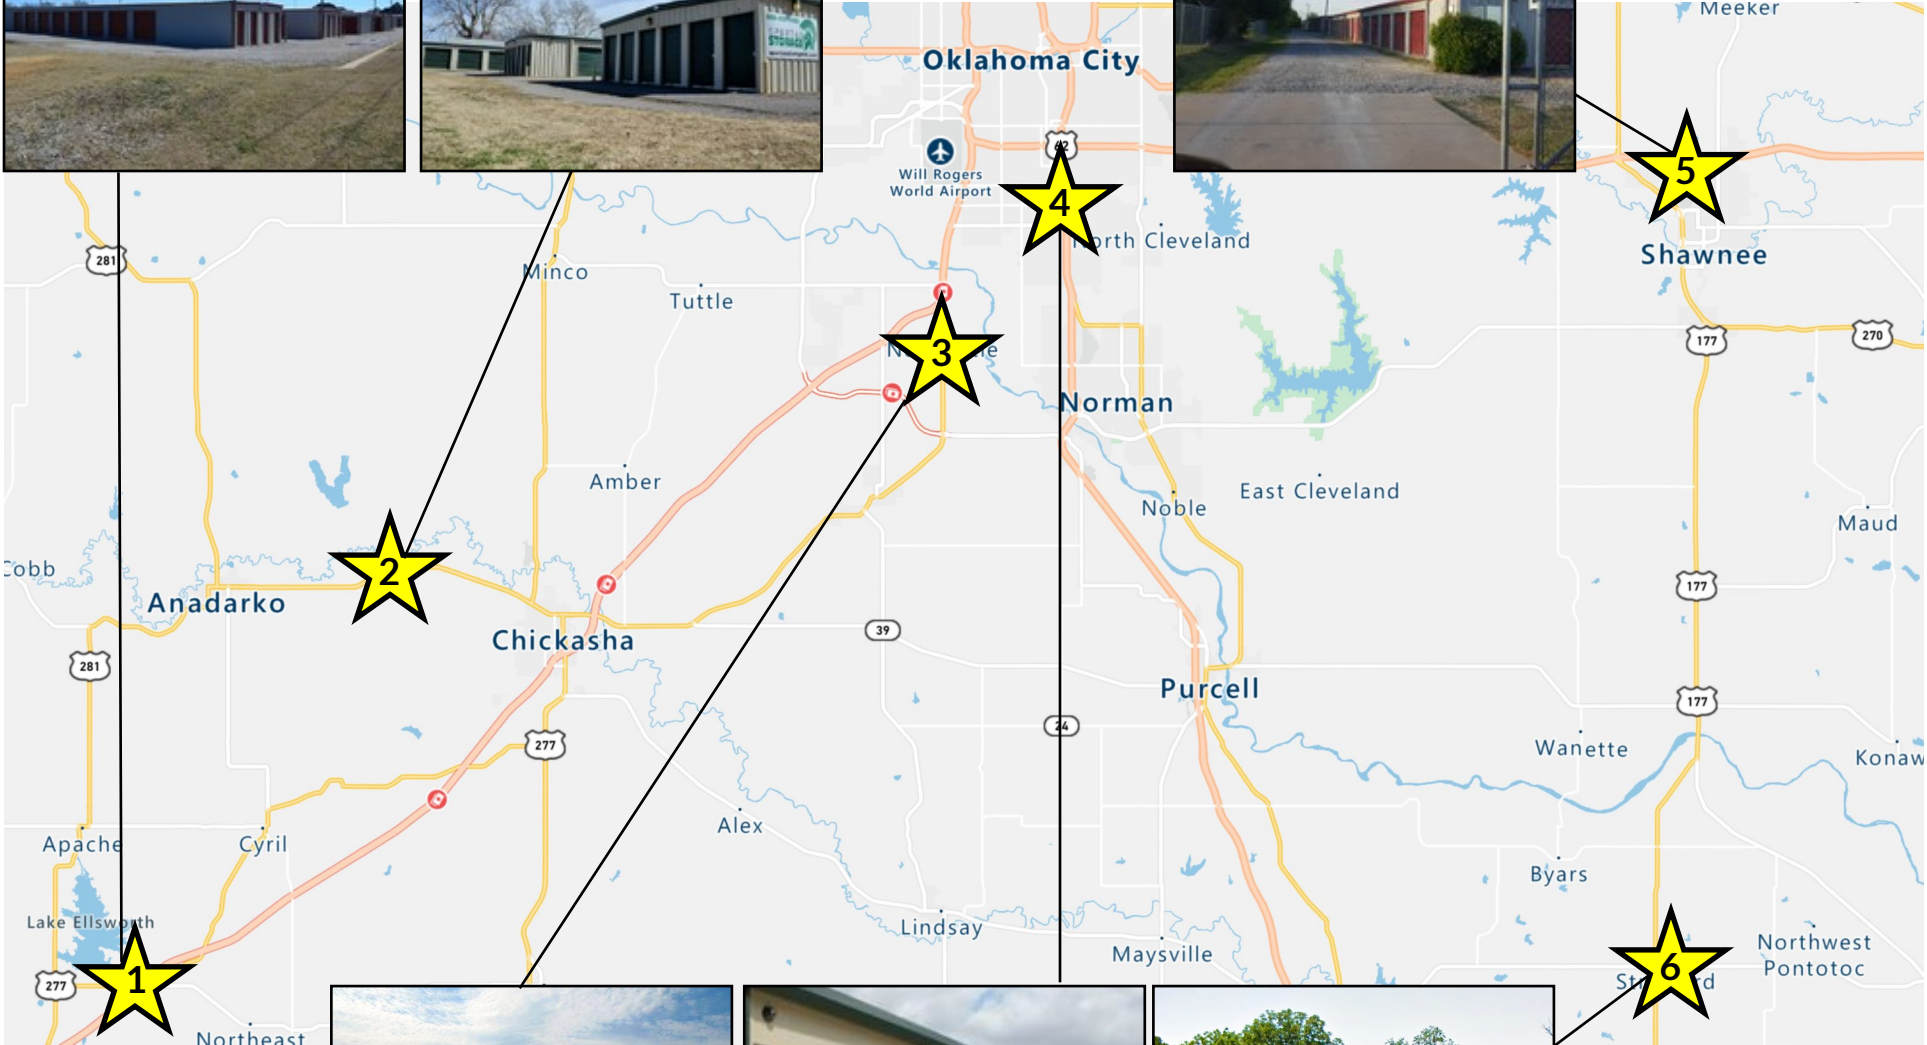 Meeker
STORAGE
Oklahoma City
62
Will Rogers
World Airport
4
5
North Cleveland
Shawnee
281
Minco
Tuttle
3
177
270
Norman
Amber
East Cleveland
Noble
Maud
Cobb
2
Anadarko
177
Chickasha
39
281
Purcell
177
24
277
Wanette
Konaw
Alex
Apache
Cyril
Byars
Lake Ellsworth
Lindsay
Maysville
Northwest
Pontotoc
6
1
277
Northeast